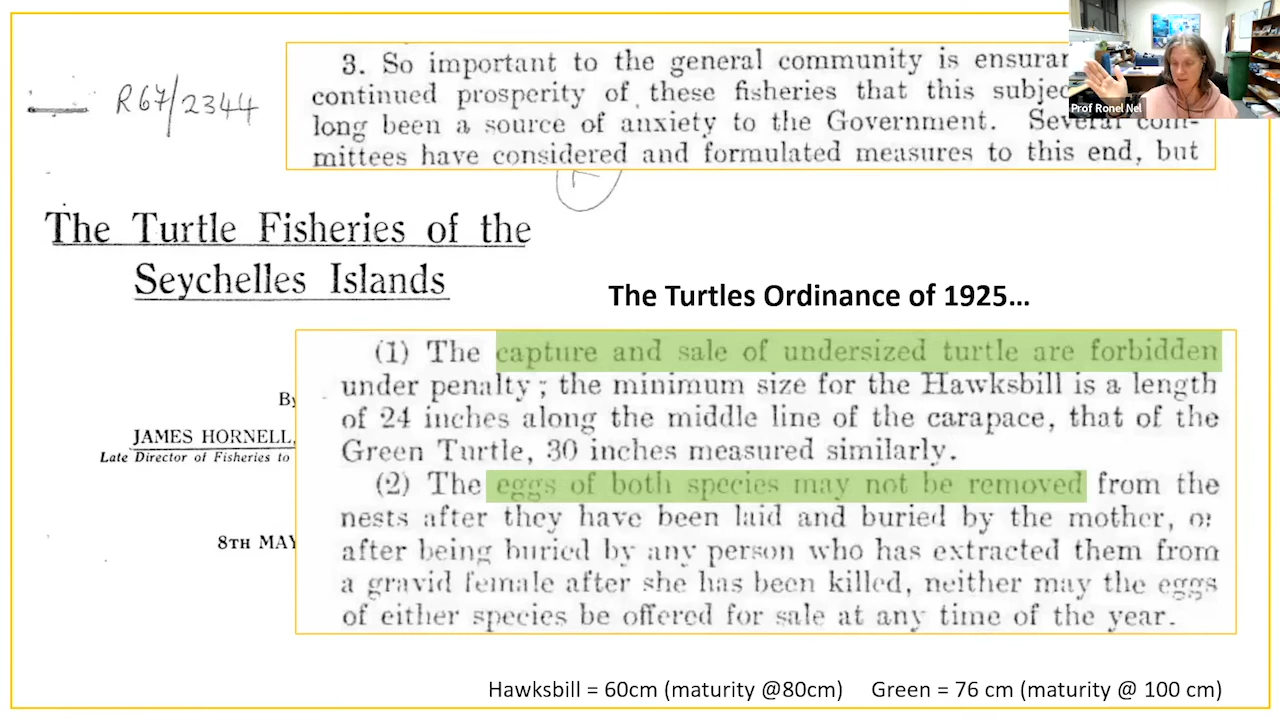 R67/2344
3. So important to the general community is
continued prosperity of these fisheries that this
long been a source of anxiety to the Government. Several com-
mittees have considered and formulated measures to this end, but
Prof Ronel Nel
The Turtle Fisheries of the
Seychelles Islands
The Turtles Ordinance of 1925...
By
JAMES HORNELL,
Late Director of Fisheries to
8TH MAY
(1) The capture and sale of undersized turtle are forbidden
under penalty; the minimum size for the Hawksbill is a length
of 24 inches along the middle line of the carapace, that of the
Green Turtle, 30 inches measured similarly.
(2) The eggs of both species may not be removed from the
nests after they have been laid and buried by the mother, or
after being buried by any person who has extracted them from
a gravid female after she has been killed, neither may the eggs
of either species be offered for sale at any time of the year.
Hawksbill = 60cm (maturity @80cm) Green = 76 cm (maturity @ 100 cm)